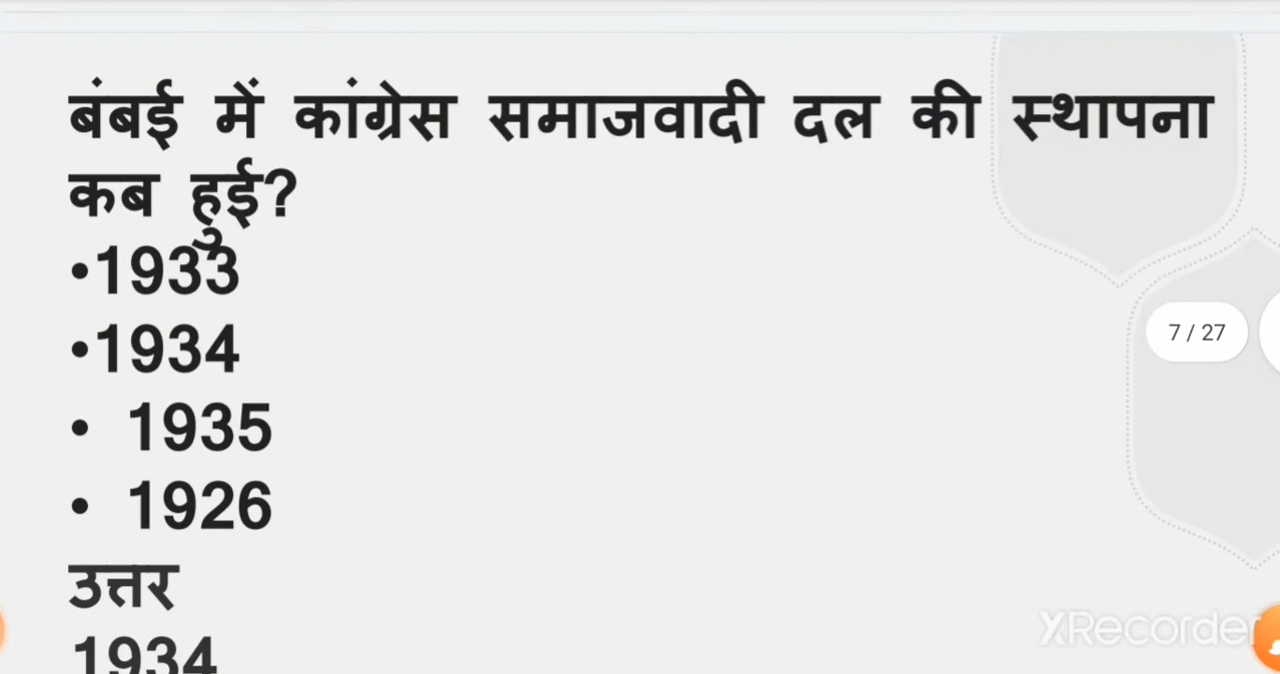 बंबई में कांग्रेस समाजवादी दल की स्थापना
कब हुई?
•1933
•1934
• 1935
• 1926
उत्तर
1934
7 / 27
XRecorder